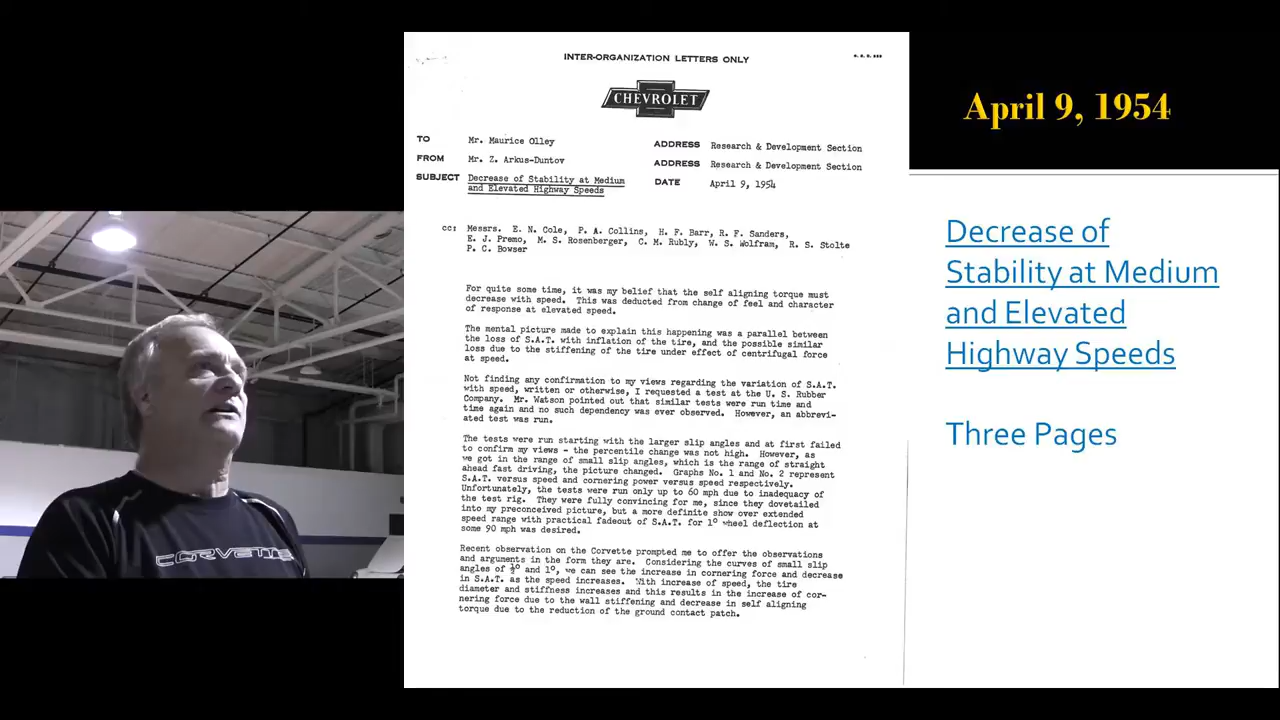 INTER-ORGANIZATION LETTERS ONLY
CHEVROLET
TO Mr. Maurice Olley ADDRESS Research & Development Section
FROM Mr. Z. Arkus-Duntov ADDRESS Research & Development Section
SUBJECT Decrease of Stability at Medium DATE April 9, 1954
and Elevated Highway Speeds
cc: Messrs. E. N. Cole, P. A. Collins, H. F. Barr, R. F. Sanders,
E. J. Premo, M. S. Rosenberger, C. M. Rubly, W. S. Wolfram, R. S. Stolte
P. C. Bowser
For quite some time, it was my belief that the self aligning torque must
decrease with speed. This was deducted from change of feel and character
of response at elevated speed.
The mental picture made to explain this happening was a parallel between
the loss of S.A.T. with inflation of the tire, and the possible similar
loss due to the stiffening of the tire under effect of centrifugal force
at speed.
Not finding any confirmation to my views regarding the variation of S.A.T.
with speed, written or otherwise, I requested a test at the U. S. Rubber
Company. Mr. Watson pointed out that similar tests were run time and
time again and no such dependency was ever observed. However, an abbrevi-
ated test was run.
The tests were run starting with the larger slip angles and at first failed
to confirm my views - the percentile change was not high. However, as
we got in the range of small slip angles, which is the range of straight
ahead fast driving, the picture changed. Graphs No. 1 and No. 2 represent
S.A.T. versus speed and cornering power versus speed respectively.
Unfortunately, the tests were run only up to 60 mph due to inadequacy of
the test rig. They were fully convincing for me, since they dovetailed
into my preconceived picture, but a more definite show over extended
speed range with practical fadeout of S.A.T. for 1° wheel deflection at
some 90 mph was desired.
Recent observation on the Corvette prompted me to offer the observations
and arguments in the form they are. Considering the curves of small slip
angles of ½° and 1°, we can see the increase in cornering force and decrease
in S.A.T. as the speed increases. With increase of speed, the tire
diameter and stiffness increases and this results in the increase of cor-
nering force due to the wall stiffening and decrease in self aligning
torque due to the reduction of the ground contact patch.
April 9, 1954
Decrease of
Stability at Medium
and Elevated
Highway Speeds
Three Pages
CORVETTE